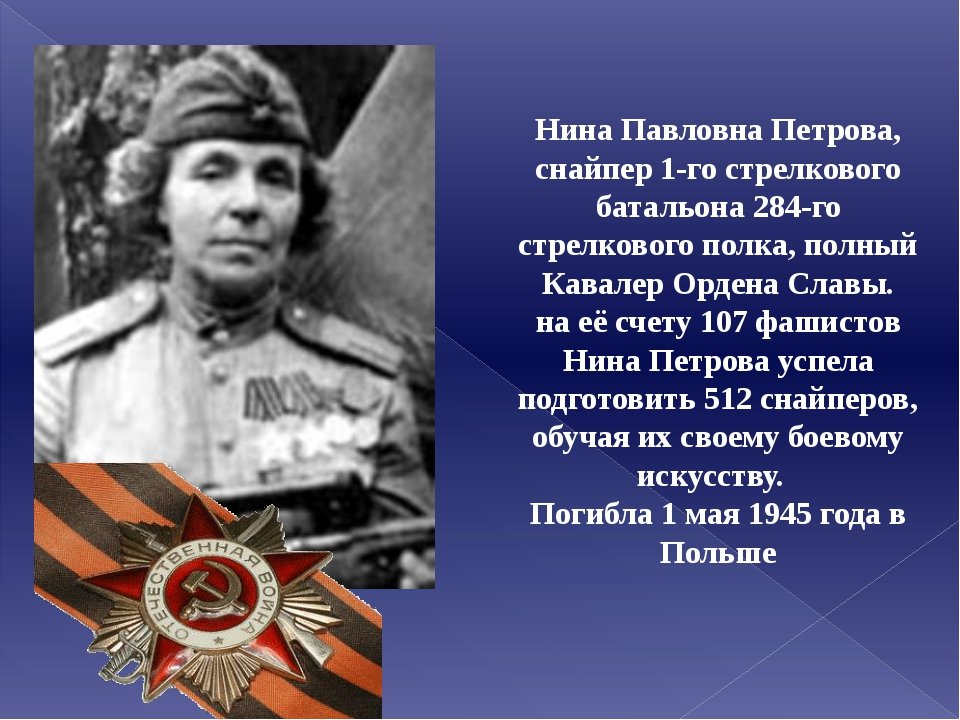 Нина Павловна Петрова,
снайпер 1-го стрелкового
батальона 284-го
стрелкового полка, полный
Кавалер Ордена Славы.
на её счету 107 фашистов
Нина Петрова успела
подготовить 512 снайперов,
обучая их своему боевому
искусству.
Погибла 1 мая 1945 года в
Польше
ОТЕЧЕСТВЕННАЯ ВОЙНА